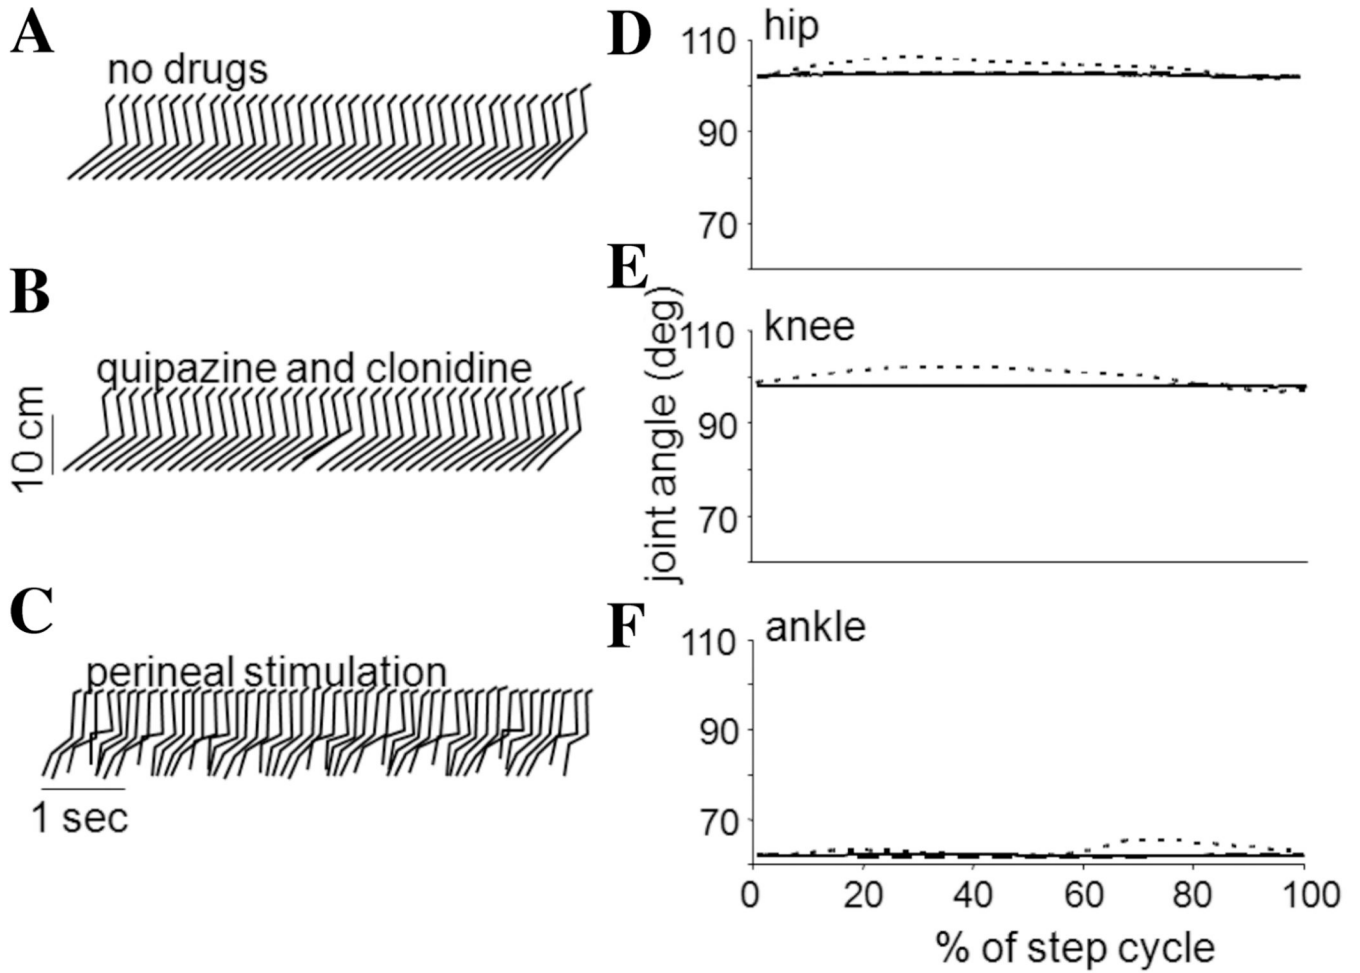 A
no drugs
B
quipazine and clonidine
10 cm
C
perineal stimulation
1 sec
D
hip
110
90
70
E
knee
110
90
70
joint angle (deg)
F
ankle
110
90
70
0 20 40 60 80 100
% of step cycle